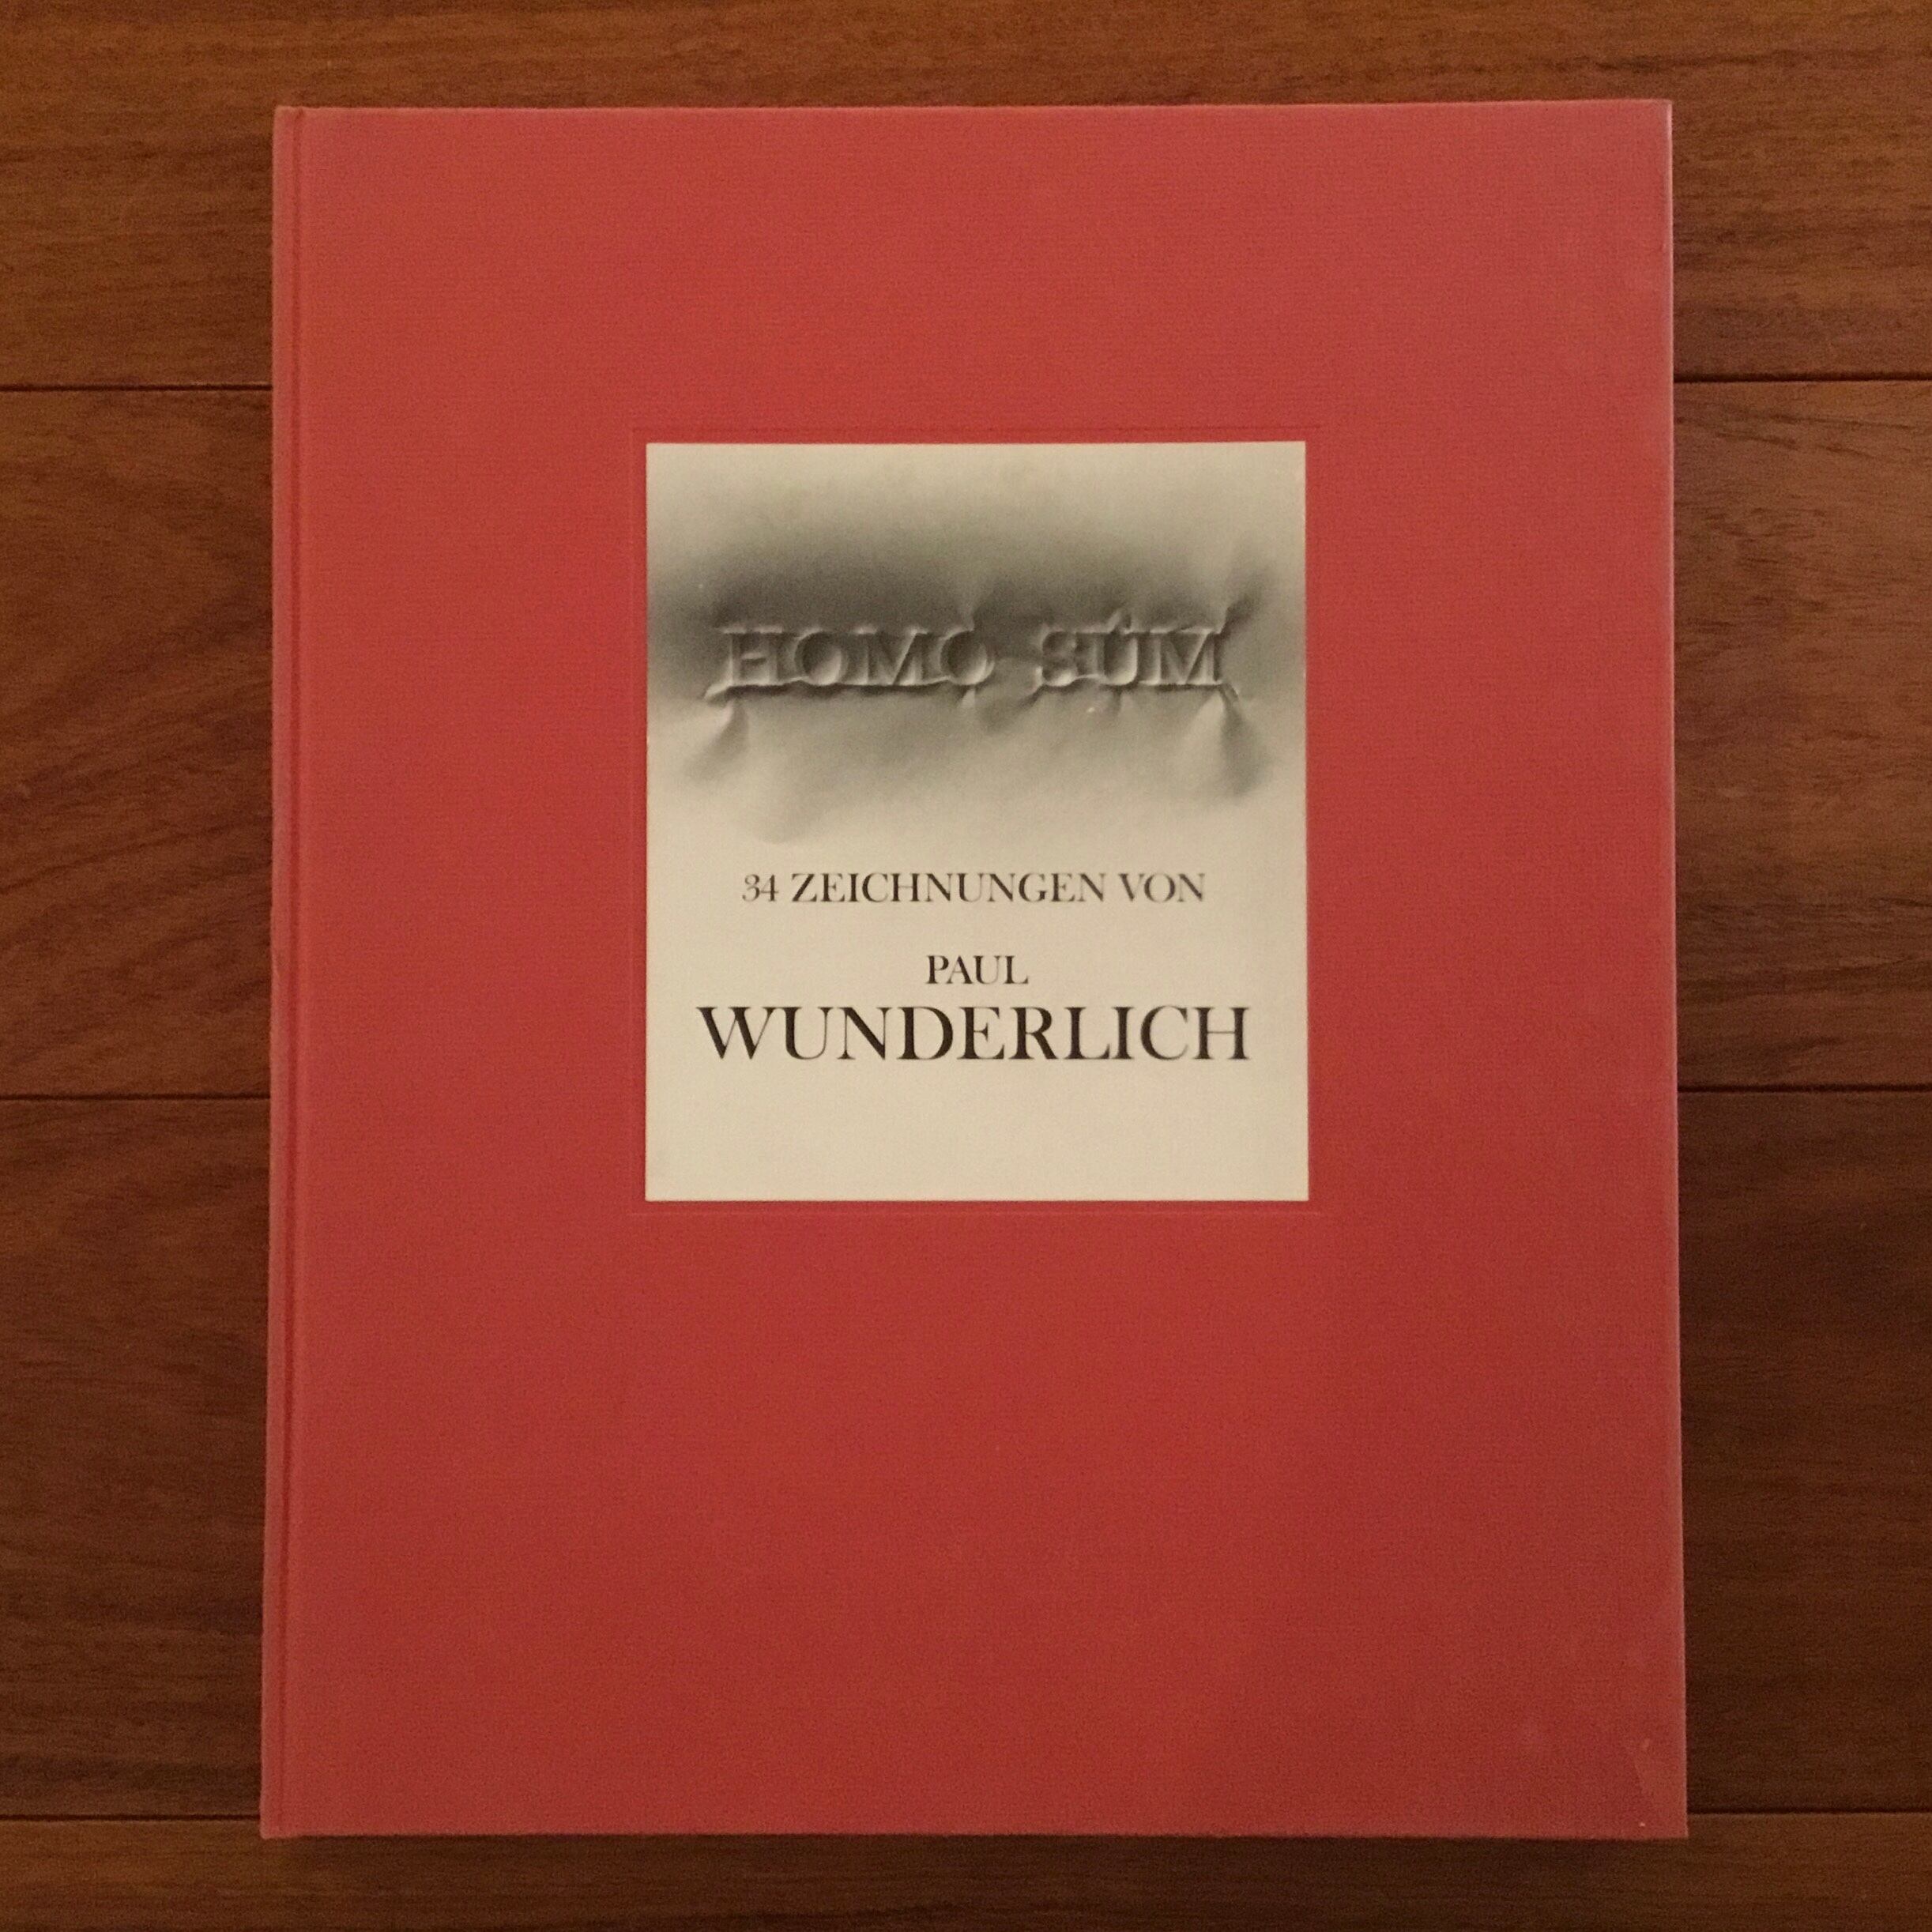 HOMO SUM
34 ZEICHNUNGEN VON
PAUL
WUNDERLICH